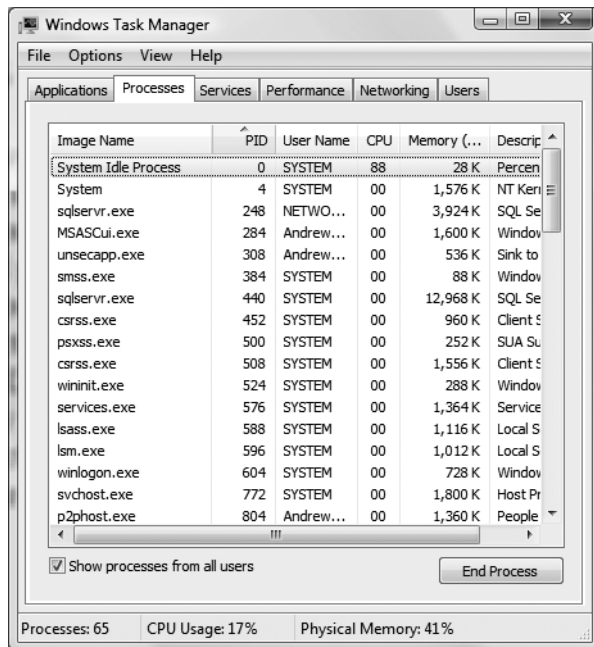 Windows Task Manager
File Options View Help
Applications Processes Services Performance Networking Users
Image Name PID User Name CPU Memory (... Descrip
System Idle Process 0 SYSTEM 88 28 K Percen
System 4 SYSTEM 00 1,576 K NT Kern
sqlservr.exe 248 NETWO... 00 3,924 K SQL Se
MSASCui.exe 284 Andrew... 00 1,600 K Window
unsecapp.exe 308 Andrew... 00 536 K Sink to
smss.exe 384 SYSTEM 00 88 K Window
sqlservr.exe 440 SYSTEM 00 12,968 K SQL Se
csrss.exe 452 SYSTEM 00 960 K Client S
psxss.exe 500 SYSTEM 00 252 K SUA Su
csrss.exe 508 SYSTEM 00 1,556 K Client S
wininit.exe 524 SYSTEM 00 288 K Window
services.exe 576 SYSTEM 00 1,364 K Service
lsass.exe 588 SYSTEM 00 1,116 K Local S
lsm.exe 596 SYSTEM 00 1,012 K Local S
winlogon.exe 604 SYSTEM 00 728 K Window
svchost.exe 772 SYSTEM 00 1,800 K Host Pr
p2phost.exe 804 Andrew... 00 1,360 K People
Show processes from all users
End Process
Processes: 65 CPU Usage: 17% Physical Memory: 41%